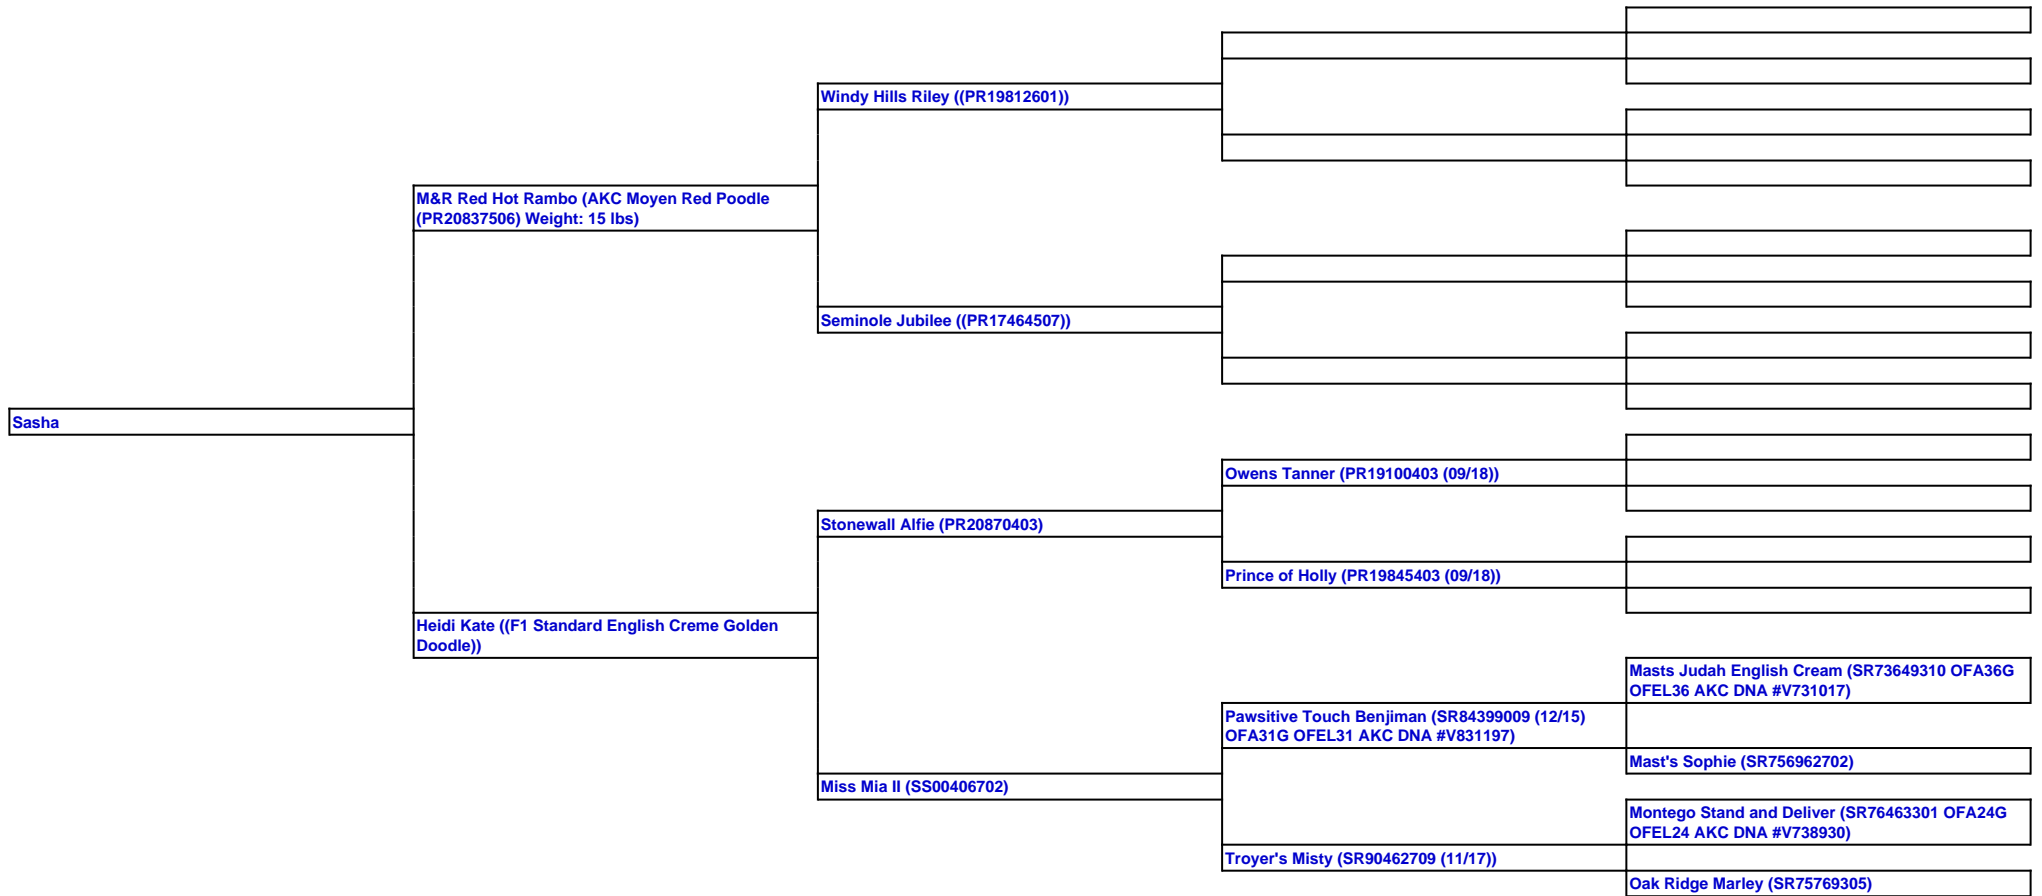 Windy Hills Riley ((PR19812601))
M&R Red Hot Rambo (AKC Moyen Red Poodle
(PR20837506) Weight: 15 lbs)
Seminole Jubilee ((PR17464507))
Sasha
Owens Tanner (PR19100403 (09/18))
Stonewall Alfie (PR20870403)
Prince of Holly (PR19845403 (09/18))
Heidi Kate ((F1 Standard English Creme Golden
Doodle))
Masts Judah English Cream (SR73649310 OFA36G
OFEL36 AKC DNA #V731017)
Pawsitive Touch Benjiman (SR84399009 (12/15)
OFA31G OFEL31 AKC DNA #V831197)
Mast's Sophie (SR756962702)
Miss Mia II (SS00406702)
Montego Stand and Deliver (SR76463301 OFA24G
OFEL24 AKC DNA #V738930)
Troyer's Misty (SR90462709 (11/17))
Oak Ridge Marley (SR75769305)